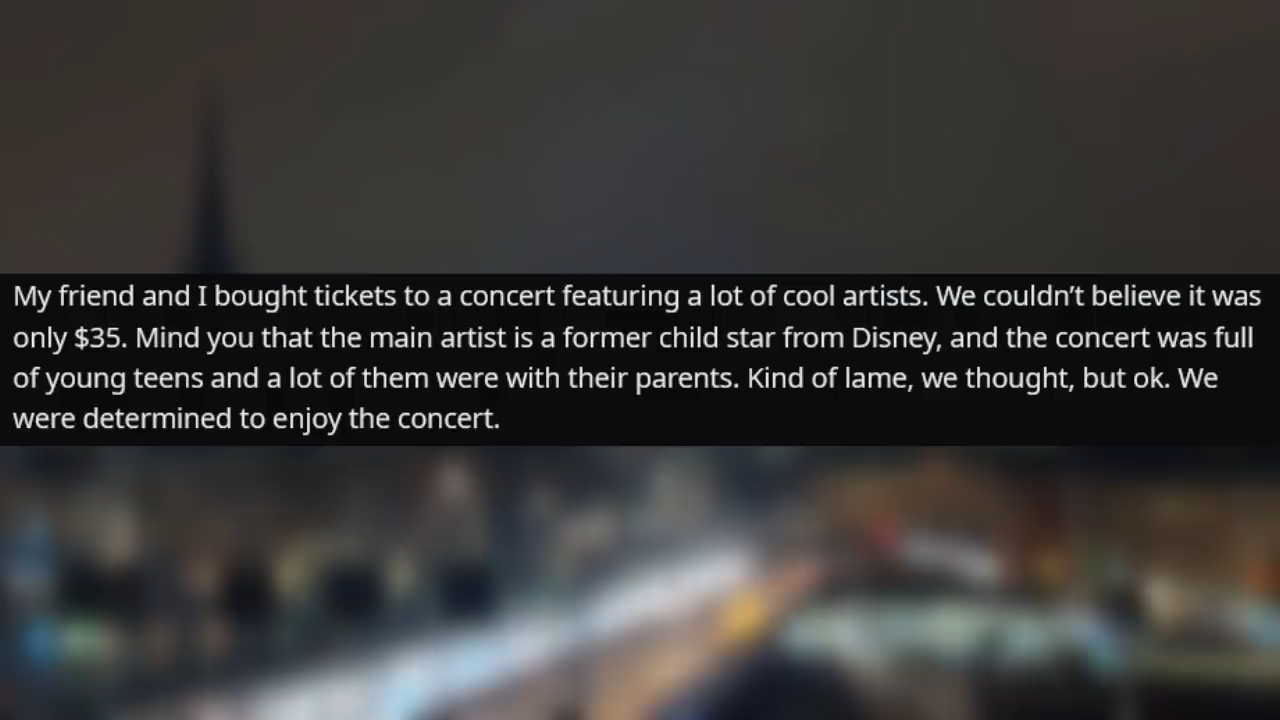 My friend and I bought tickets to a concert featuring a lot of cool artists. We couldn’t believe it was
only $35. Mind you that the main artist is a former child star from Disney, and the concert was full
of young teens and a lot of them were with their parents. Kind of lame, we thought, but ok. We
were determined to enjoy the concert.